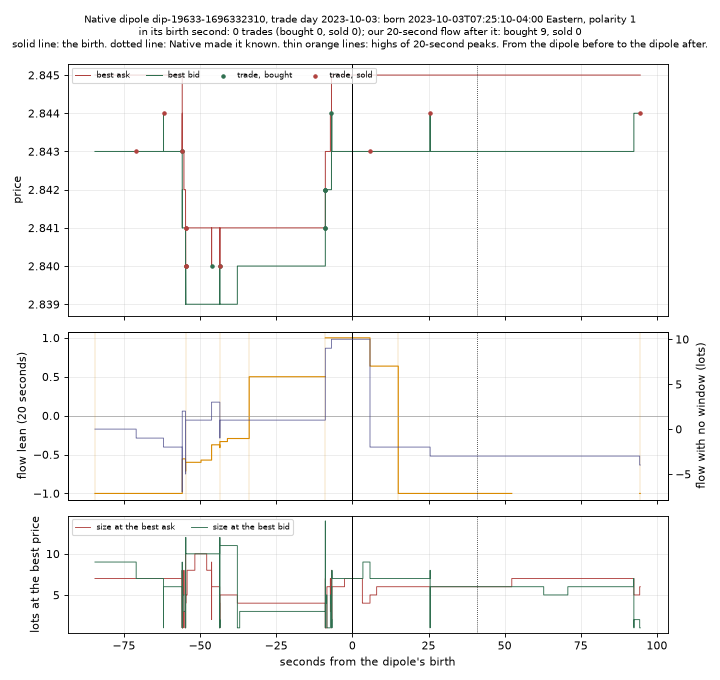 Native dipole dip-19633-1696332310, trade day 2023-10-03: born 2023-10-03T07:25:10-04:00 Eastern, polarity 1
in its birth second: 0 trades (bought 0, sold 0); our 20-second flow after it: bought 9, sold 0
solid line: the birth. dotted line: Native made it known. thin orange lines: highs of 20-second peaks. From the dipole before to the dipole after.
best ask
best bid
trade, bought
trade, sold
2.845
2.844
2.843
2.842
2.841
2.840
2.839
price
1.0
0.5
0.0
−0.5
−1.0
flow lean (20 seconds)
10
5
0
−5
flow with no window (lots)
size at the best ask
size at the best bid
10
5
lots at the best price
−75
−50
−25
0
25
50
75
100
seconds from the dipole's birth